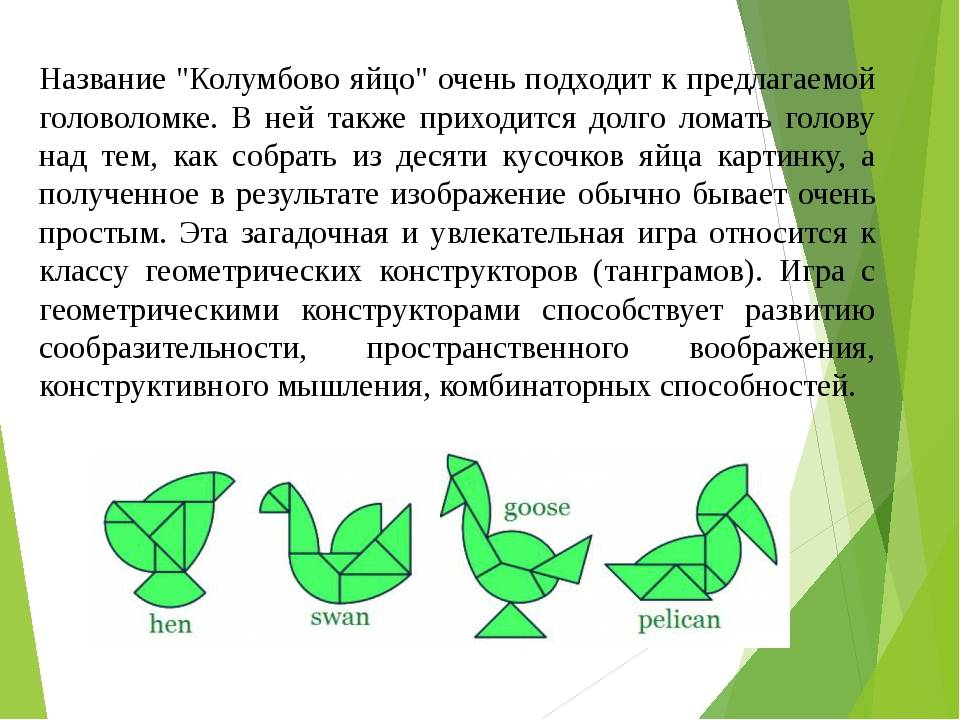 Название "Колумбово яйцо" очень подходит к предлагаемой
головоломке. В ней также приходится долго ломать голову
над тем, как собрать из десяти кусочков яйца картинку, а
полученное в результате изображение обычно бывает очень
простым. Эта загадочная и увлекательная игра относится к
классу геометрических конструкторов (танграмов). Игра с
геометрическими конструкторами способствует развитию
сообразительности, пространственного воображения,
конструктивного мышления, комбинаторных способностей.
hen
swan
goose
pelican